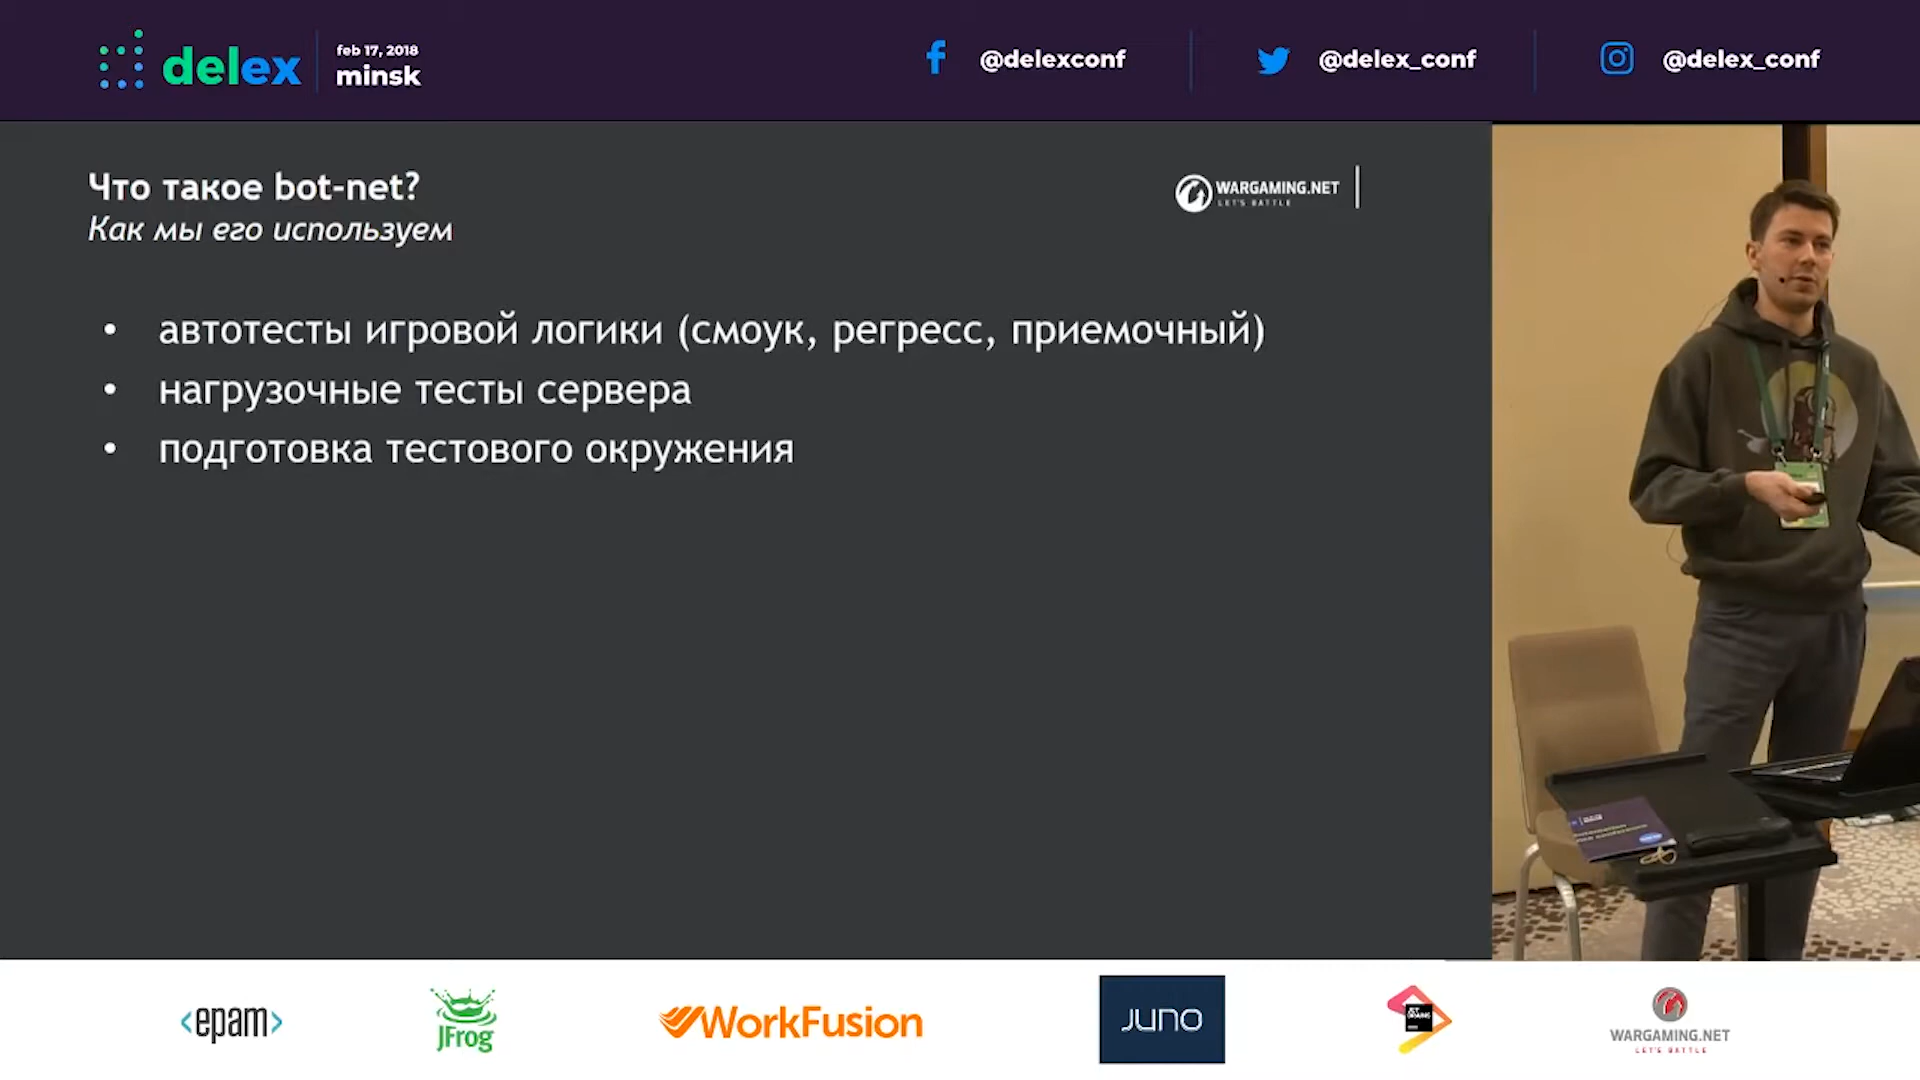 delex
feb 17, 2018
minsk
@delexconf
@delex_conf
@delex_conf
Что такое bot-net?
Как мы его используем
WARGAMING.NET
LET'S BATTLE
• автотесты игровой логики (смоук, регресс, приемочный)
• нагрузочные тесты сервера
• подготовка тестового окружения
<epam>
JFrog
WorkFusion
JUNO
JET
BRAINS
WARGAMING.NET
LET'S BATTLE